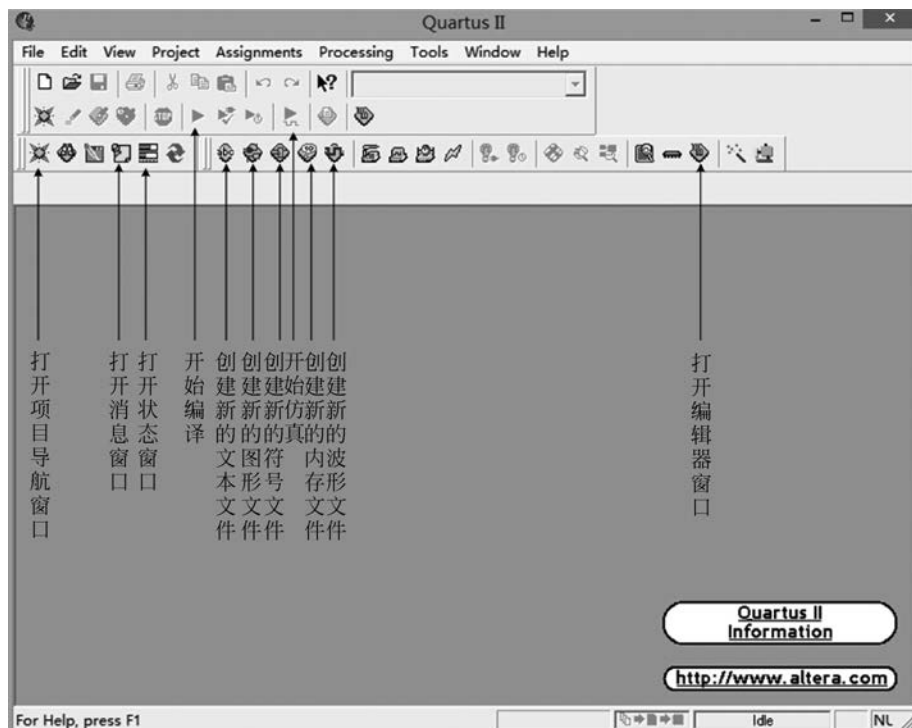 Quartus II
File Edit View Project Assignments Processing Tools Window Help
STOP
打开项目导航窗口
打开消息窗口
打开状态窗口
开始编译
创建新的文本文件
创建新的图形文件
创建新的符号文件
开始仿真
创建新的内存文件
创建新的波形文件
打开编辑器窗口
Quartus II
Information
http://www.altera.com
For Help, press F1
Idle
NU